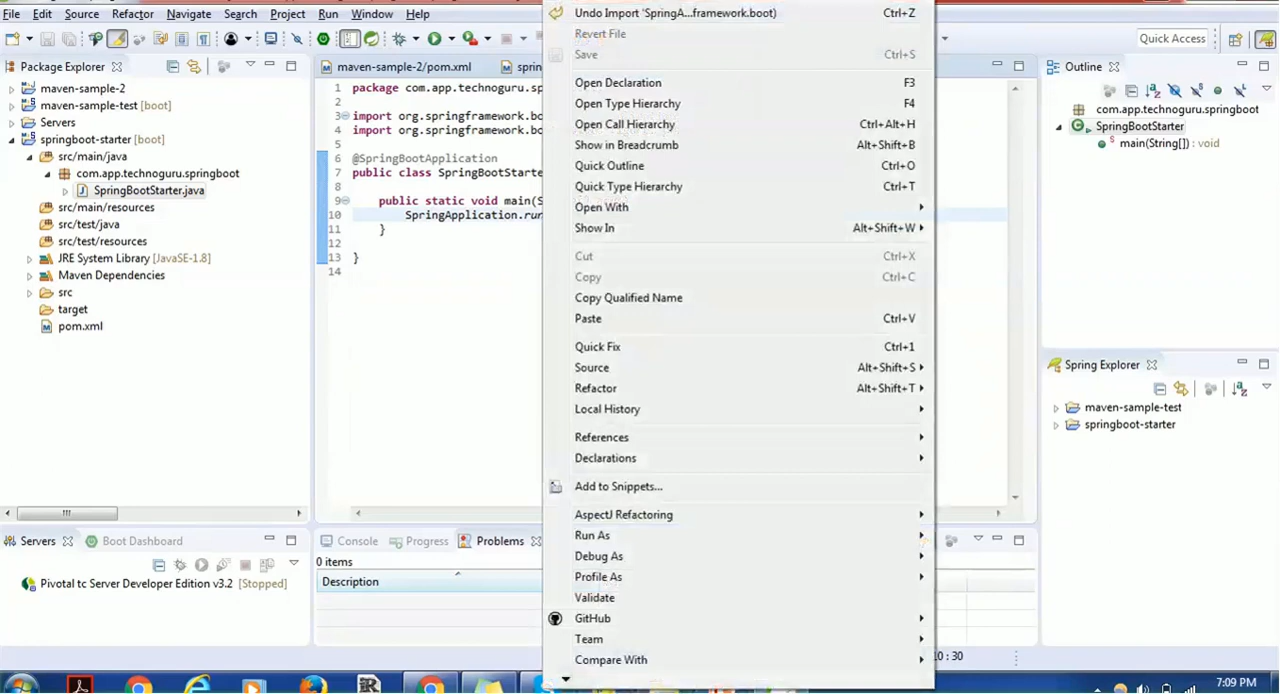 File Edit Source Refactor Navigate Search Project Run Window Help
Quick Access
Package Explorer
maven-sample-2
maven-sample-test [boot]
Servers
springboot-starter [boot]
src/main/java
com.app.technoguru.springboot
SpringBootStarter.java
src/main/resources
src/test/java
src/test/resources
JRE System Library [JavaSE-1.8]
Maven Dependencies
src
target
pom.xml
Servers Boot Dashboard
Pivotal tc Server Developer Edition v3.2 [Stopped]
maven-sample-2/pom.xml sprin
1 package com.app.technoguru.sp
2
3 import org.springframework.bo
4 import org.springframework.bo
5
6 @SpringBootApplication
7 public class SpringBootStarte
8
9 public static void main(S
10 SpringApplication.run
11 }
12
13 }
14
Console Progress Problems
0 items
Description
Undo Import 'SpringA...framework.boot) Ctrl+Z
Revert File
Save Ctrl+S
Open Declaration F3
Open Type Hierarchy F4
Open Call Hierarchy Ctrl+Alt+H
Show in Breadcrumb Alt+Shift+B
Quick Outline Ctrl+O
Quick Type Hierarchy Ctrl+T
Open With
Show In Alt+Shift+W
Cut Ctrl+X
Copy Ctrl+C
Copy Qualified Name
Paste Ctrl+V
Quick Fix Ctrl+1
Source Alt+Shift+S
Refactor Alt+Shift+T
Local History
References
Declarations
Add to Snippets...
AspectJ Refactoring
Run As
Debug As
Profile As
Validate
GitHub
Team
Compare With
Outline
com.app.technoguru.springboot
SpringBootStarter
main(String[]) : void
Spring Explorer
maven-sample-test
springboot-starter
10 : 30
7:09 PM